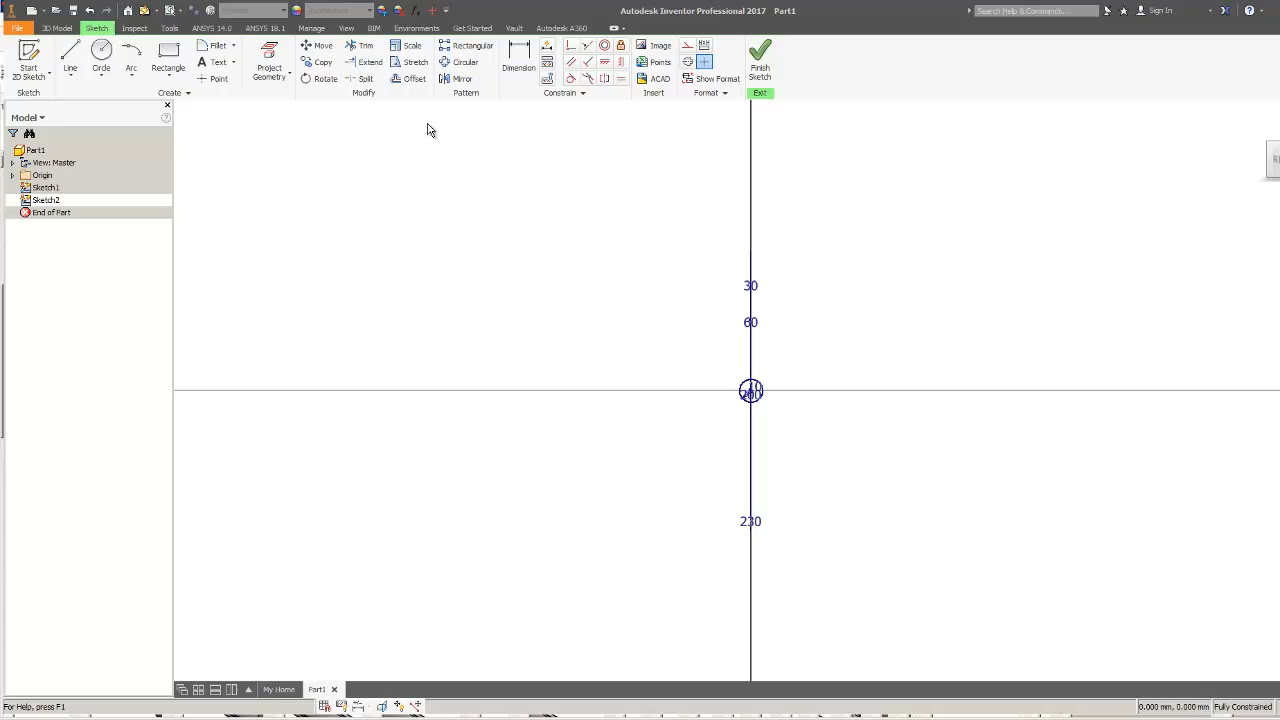 Autodesk Inventor Professional 2017 Part1
Search Help & Commands...
Sign In
File 3D Model Sketch Inspect Tools ANSYS 14.0 ANSYS 18.1 Manage View BIM Environments Get Started Vault Autodesk A360
Start
2D Sketch
Line
Circle
Arc
Rectangle
Fillet
Text
Point
Project
Geometry
Move
Copy
Rotate
Trim
Extend
Split
Scale
Stretch
Offset
Rectangular
Circular
Mirror
Dimension
Image
Points
ACAD
Show Format
Finish
Sketch
Sketch Create Modify Pattern Constrain Insert Format Exit
Model
Part1
View: Master
Origin
Sketch1
Sketch2
End of Part
30
60
230
My Home
Part1
For Help, press F1
0.000 mm, 0.000 mm
Fully Constrained